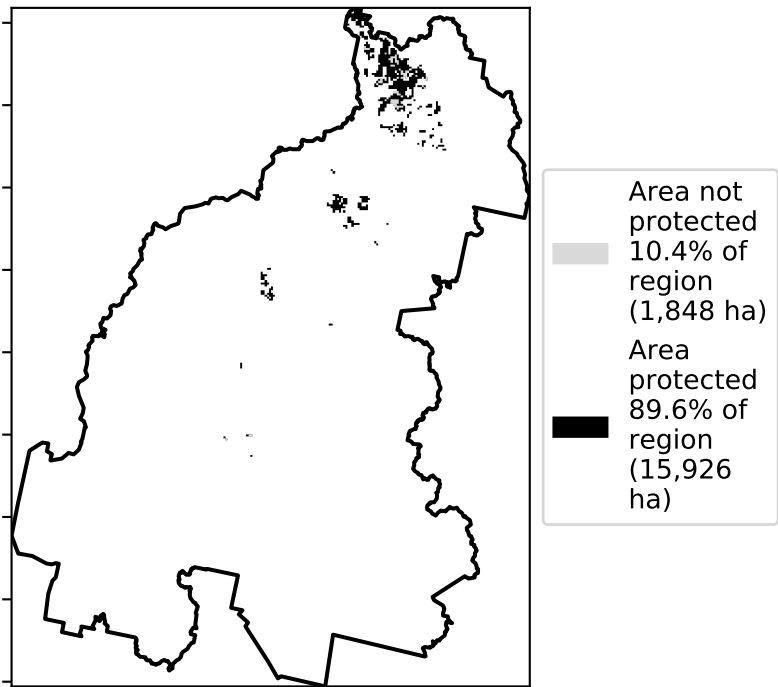 Area not
protected
10.4% of
region
(1,848 ha)
Area
protected
89.6% of
region
(15,926
ha)